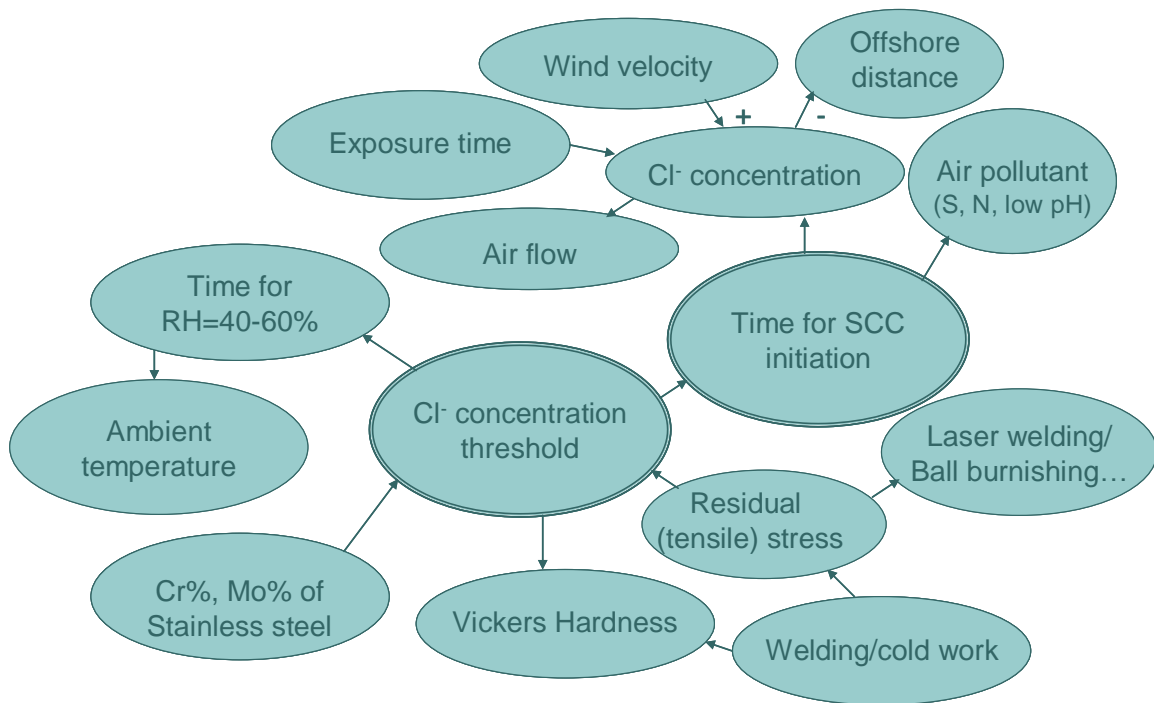 Offshore
distance
Wind velocity
+
-
Exposure time
Cl- concentration
Air pollutant
(S, N, low pH)
Air flow
Time for
RH=40-60%
Time for SCC
initiation
Cl- concentration
threshold
Ambient
temperature
Laser welding/
Ball burnishing…
Residual
(tensile) stress
Cr%, Mo% of
Stainless steel
Vickers Hardness
Welding/cold work